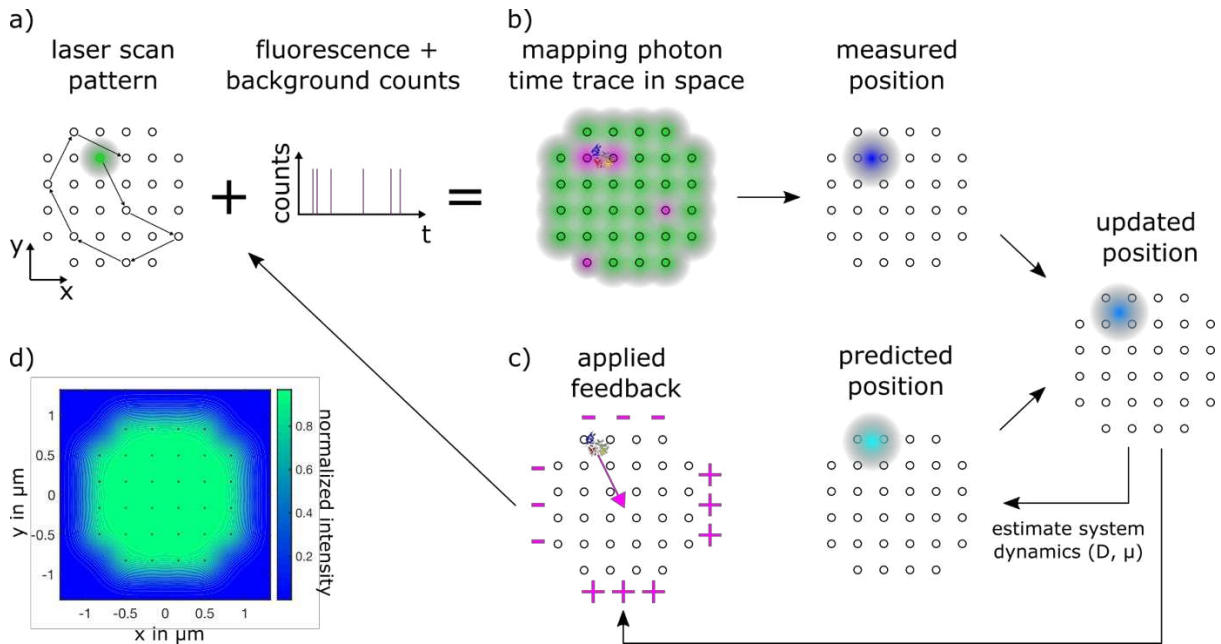 a)
laser scan
pattern
fluorescence +
background counts
y
x
+
counts
t
=
b)
mapping photon
time trace in space
measured
position
updated
position
c)
applied
feedback
- - -
-
-
-
+
+
+
+ + +
predicted
position
estimate system
dynamics (D, μ)
d)
y in μm
1
0.5
0
-0.5
-1
-1 -0.5 0 0.5 1
x in μm
0.8
0.6
0.4
0.2
normalized intensity